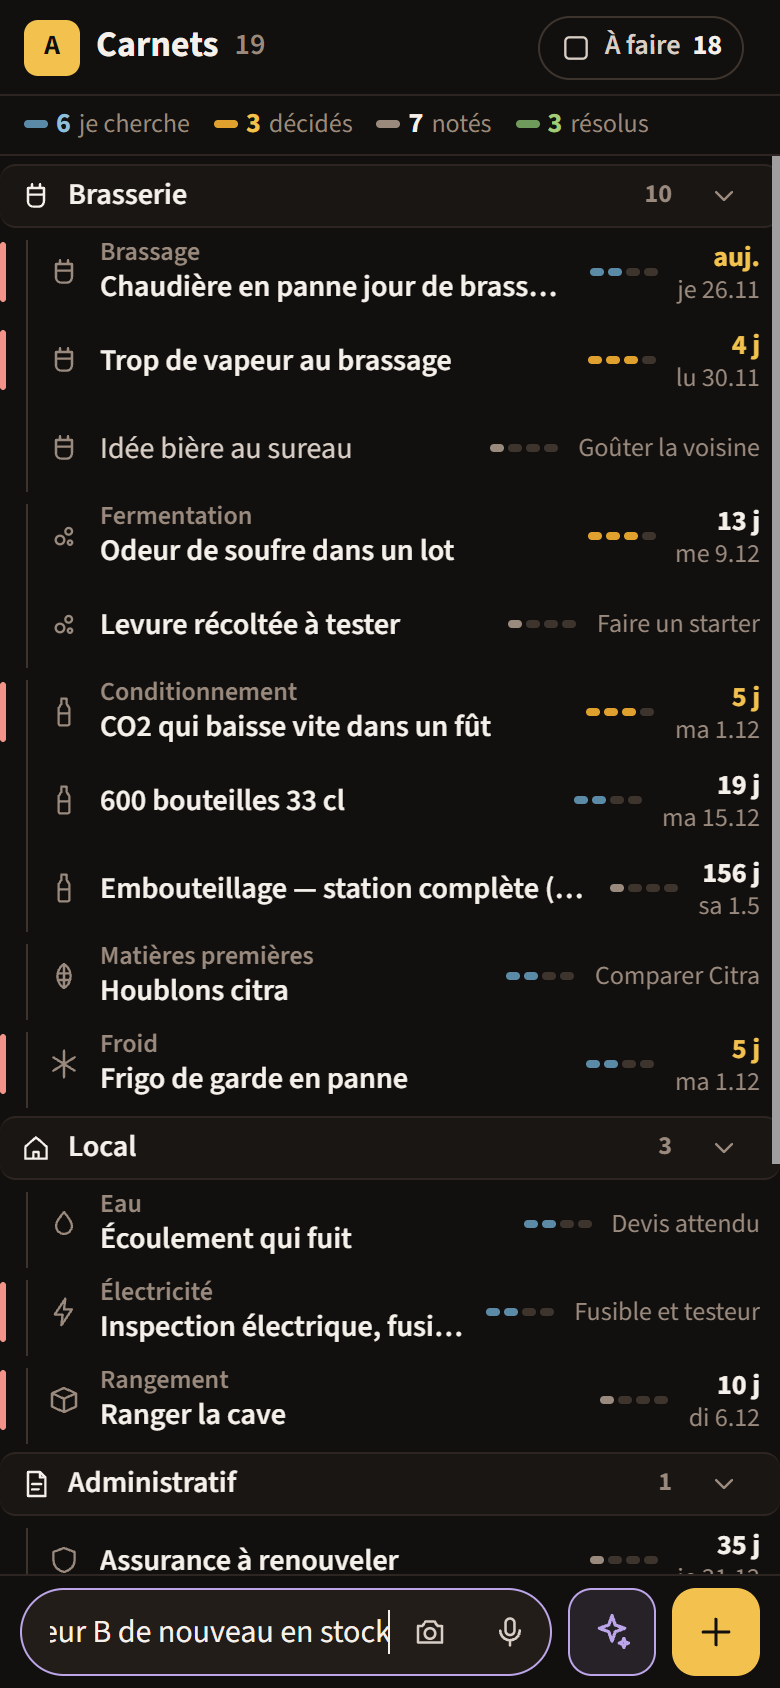 A Carnets 19 À faire 18
6 je cherche 3 décidés 7 notés 3 résolus
Brasserie 10
Brassage
Chaudière en panne jour de brass…
auj.
je 26.11
Trop de vapeur au brassage
4 j
lu 30.11
Idée bière au sureau Goûter la voisine
Fermentation
Odeur de soufre dans un lot
13 j
me 9.12
Levure récoltée à tester Faire un starter
Conditionnement
CO2 qui baisse vite dans un fût
5 j
ma 1.12
600 bouteilles 33 cl
19 j
ma 15.12
Embouteillage — station complète (…
156 j
sa 1.5
Matières premières
Houblons citra
Comparer Citra
Froid
Frigo de garde en panne
5 j
ma 1.12
Local 3
Eau
Écoulement qui fuit
Devis attendu
Électricité
Inspection électrique, fusi…
Fusible et testeur
Rangement
Ranger la cave
10 j
di 6.12
Administratif 1
Assurance à renouveler
35 j
eur B de nouveau en stock